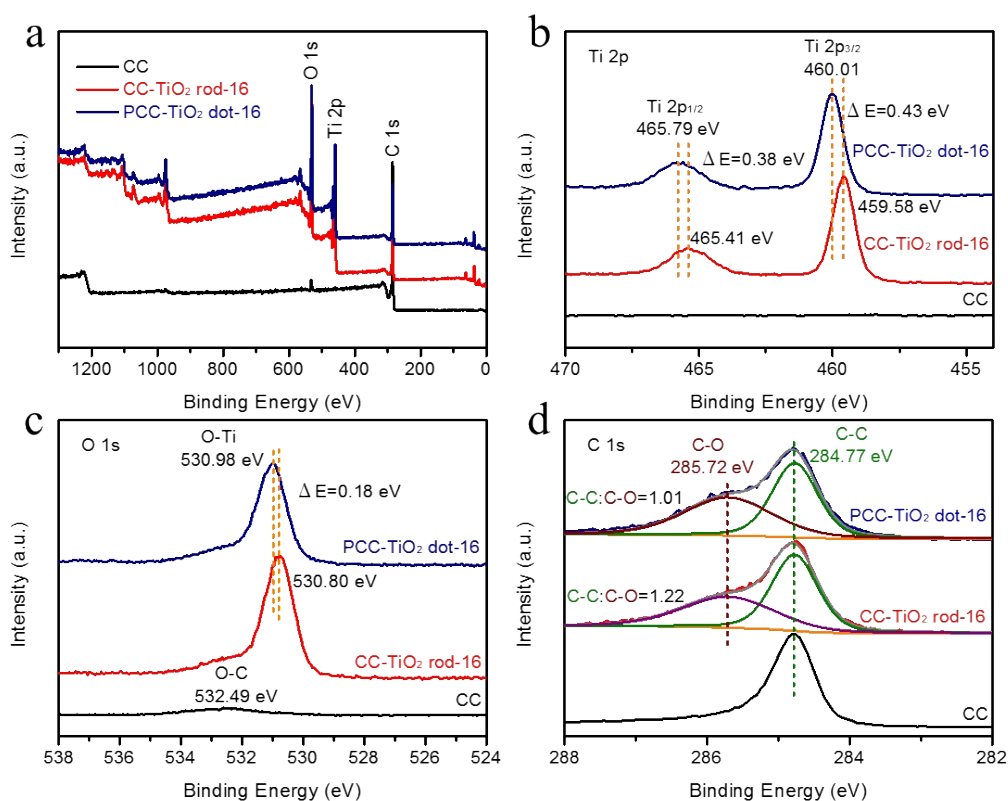 a
CC
CC-TiO₂ rod-16
PCC-TiO₂ dot-16
O 1s
Ti 2p
C 1s
Intensity (a.u.)
1200 1000 800 600 400 200 0
Binding Energy (eV)
b
Ti 2p
Ti 2p₃/₂
460.01
Ti 2p₁/₂
465.79 eV
Δ E=0.43 eV
Δ E=0.38 eV
PCC-TiO₂ dot-16
459.58 eV
465.41 eV
CC-TiO₂ rod-16
CC
Intensity (a.u.)
470 465 460 455
Binding Energy (eV)
c
O 1s
O-Ti
530.98 eV
Δ E=0.18 eV
PCC-TiO₂ dot-16
530.80 eV
CC-TiO₂ rod-16
O-C
532.49 eV
CC
Intensity (a.u.)
538 536 534 532 530 528 526 524
Binding Energy (eV)
d
C 1s
C-O
285.72 eV
C-C
284.77 eV
C-C:C-O=1.01
PCC-TiO₂ dot-16
C-C:C-O=1.22
CC-TiO₂ rod-16
CC
Intensity (a.u.)
288 286 284 282
Binding Energy (eV)